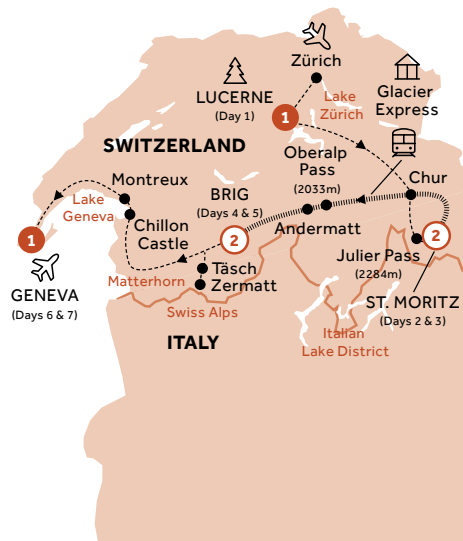 Zürich
LUCERNE
(Day 1)
1
Lake
Zürich
Glacier
Express
SWITZERLAND
Oberalp
Pass
(2033m)
Chur
Montreux
Lake
Geneva
Chillon
Castle
BRIG
(Days 4 & 5)
2
Andermatt
1
GENEVA
(Days 6 & 7)
Julier Pass
(2284m)
2
ST. MORITZ
(Days 2 & 3)
Matterhorn
Täsch
Zermatt
Swiss Alps
ITALY
Italian
Lake District